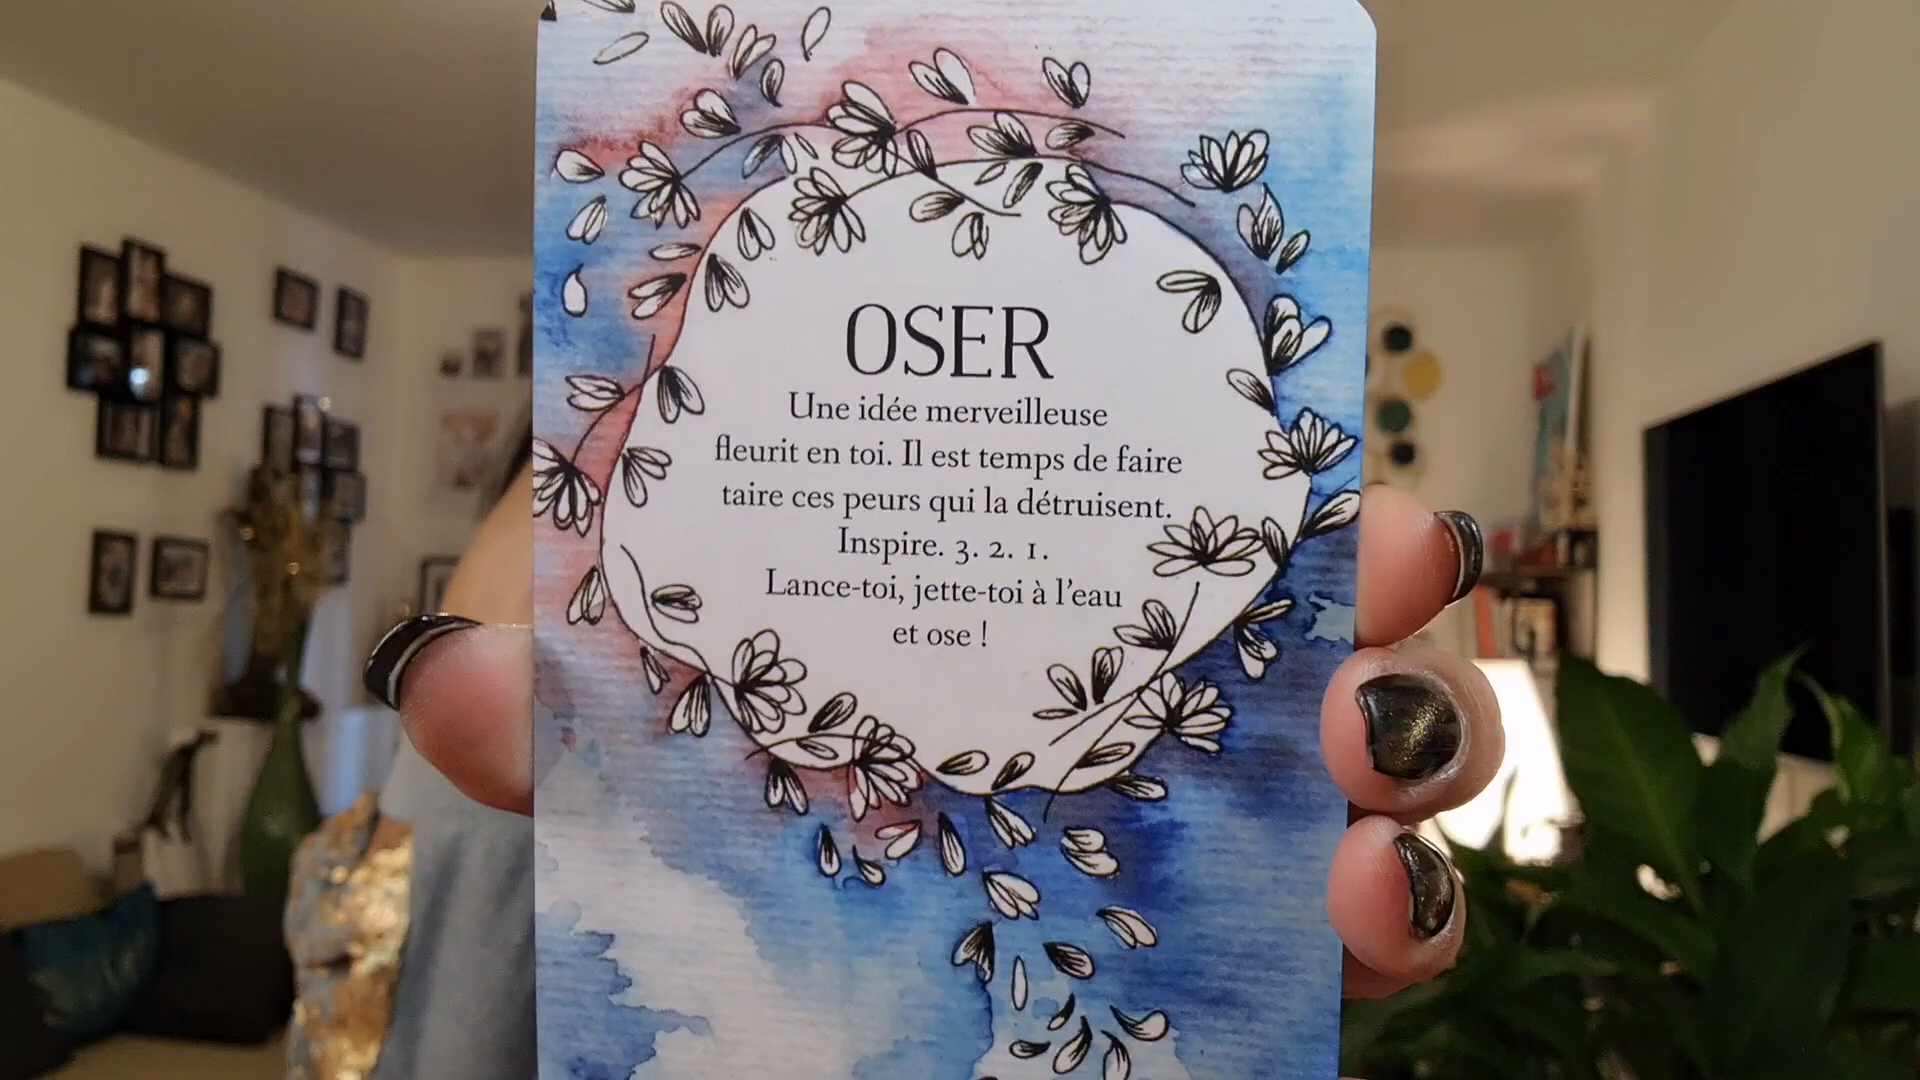 OSER
Une idée merveilleuse
fleurit en toi. Il est temps de faire
taire ces peurs qui la détruisent.
Inspire. 3. 2. 1.
Lance-toi, jette-toi à l’eau
et ose !